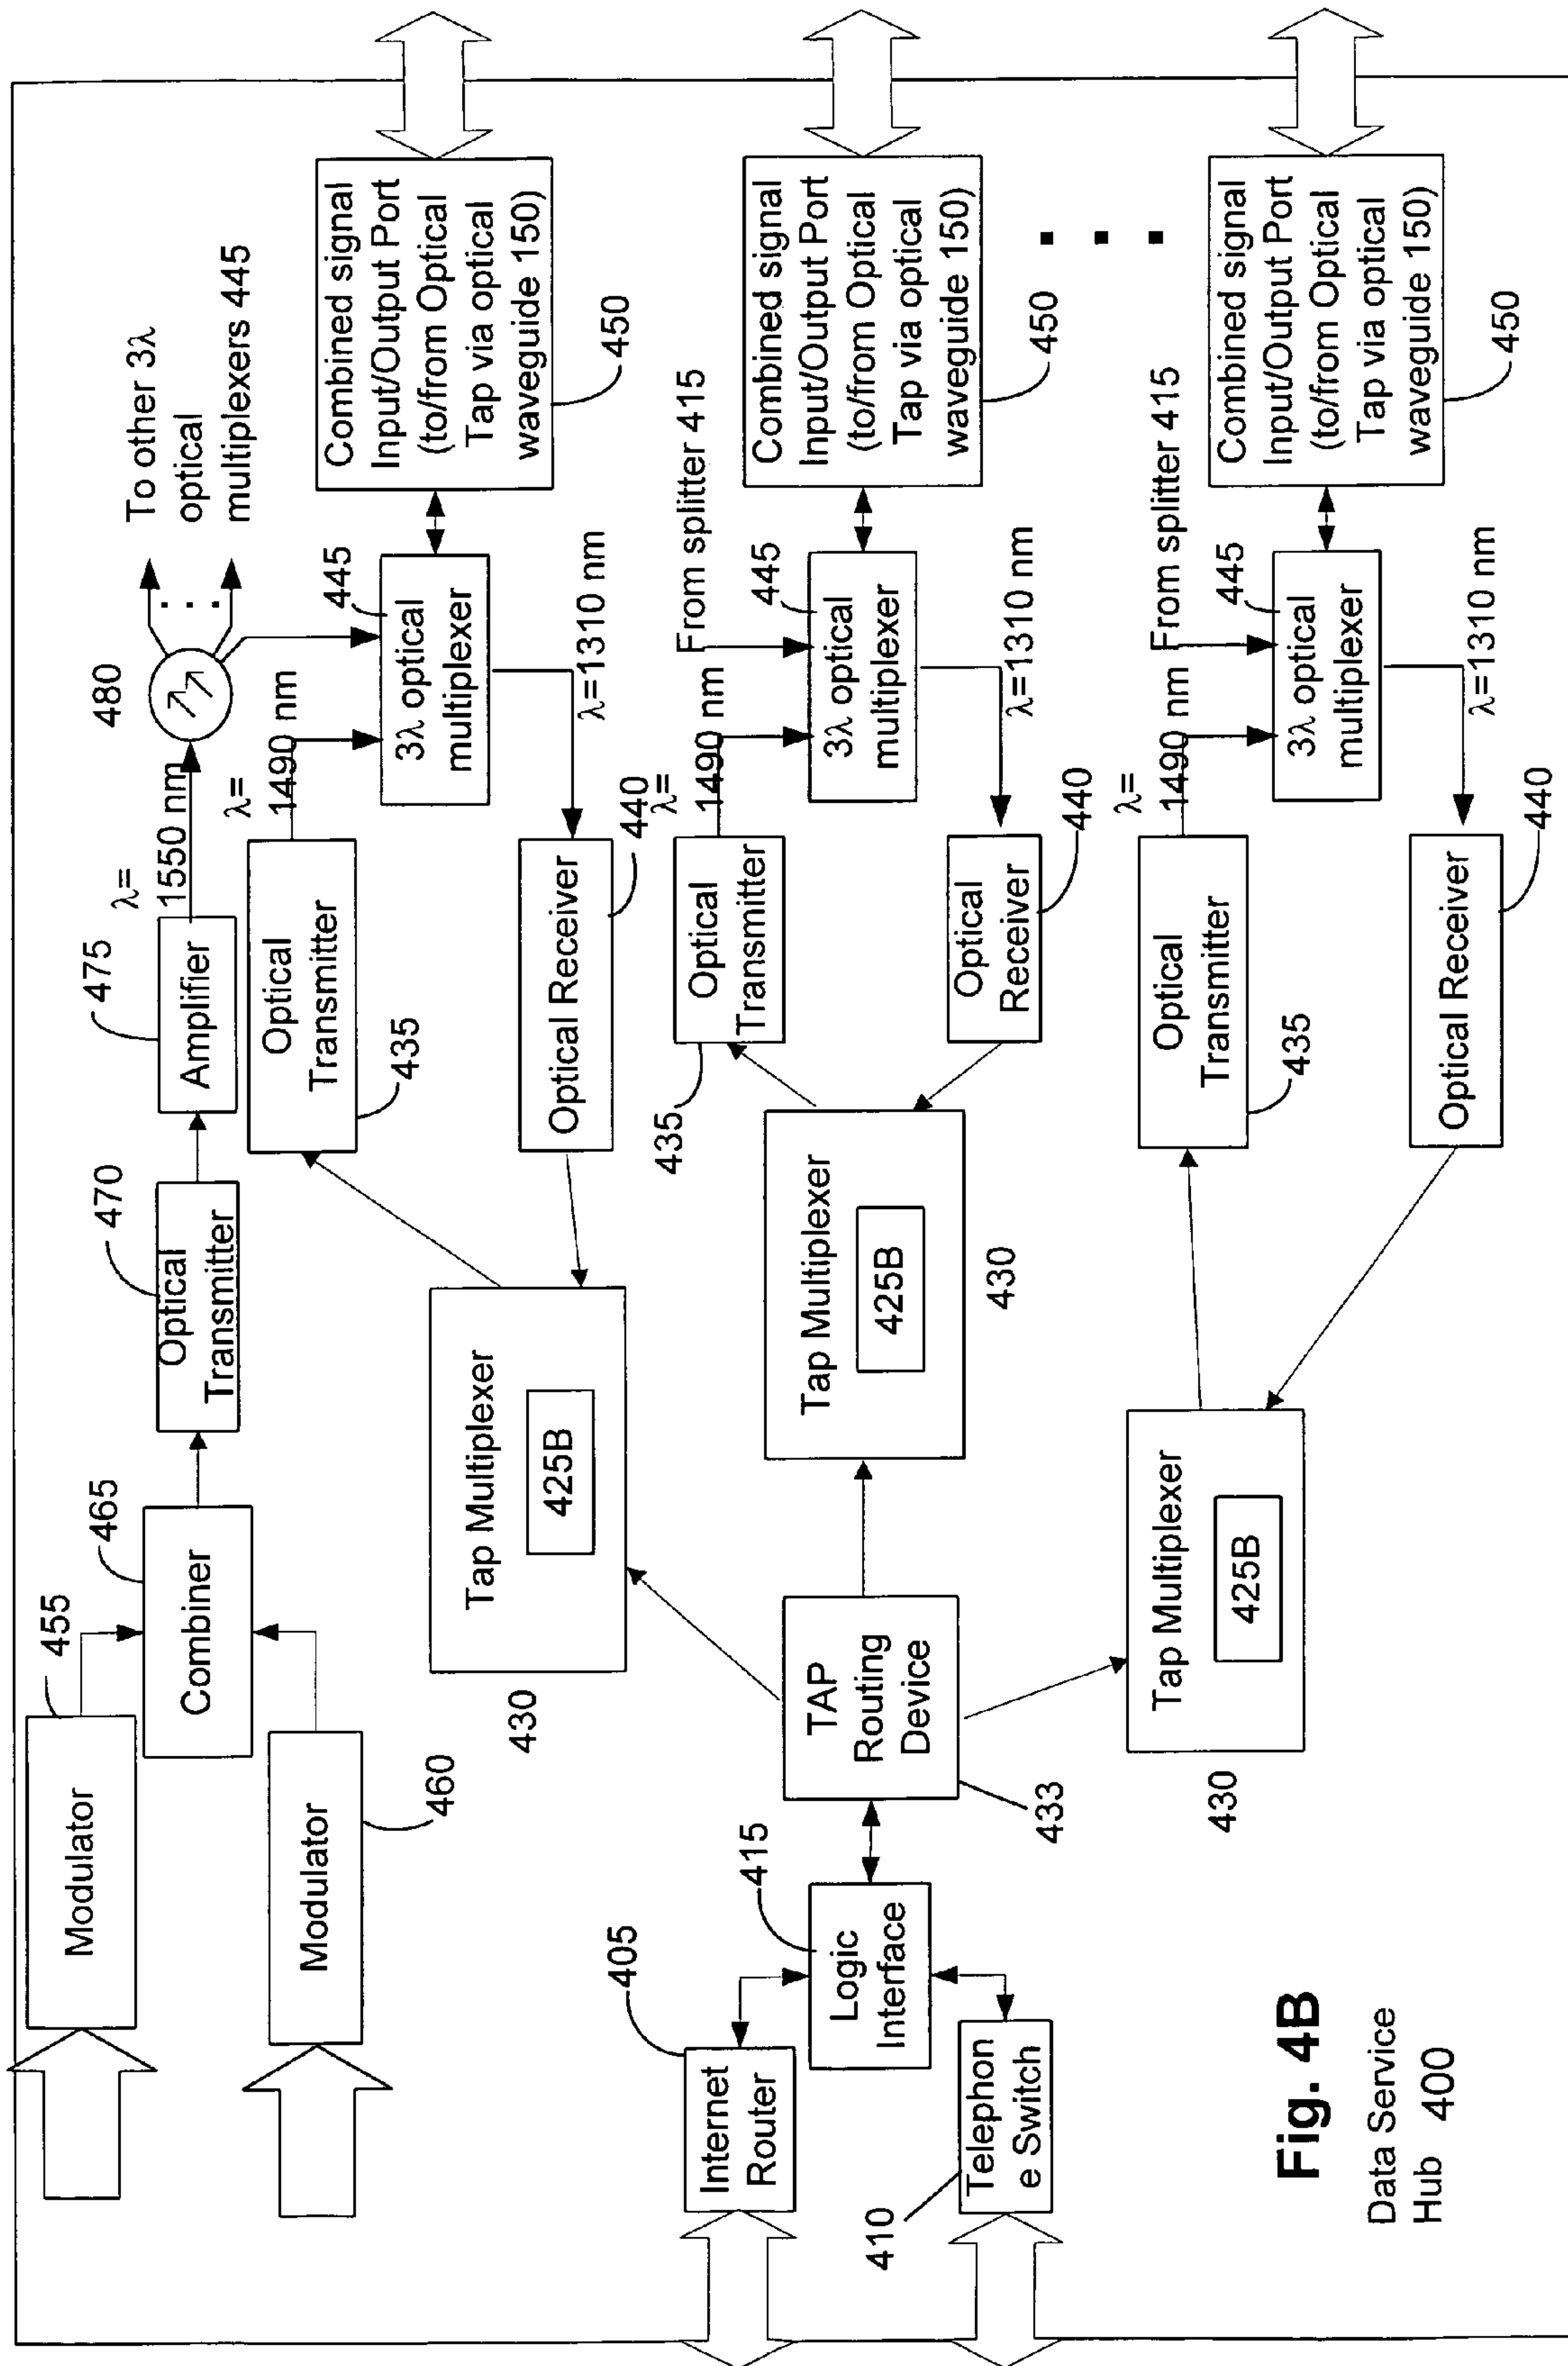 455
Modulator
465
Combiner
Modulator
460
470
Optical
Transmitter
475
Amplifier
λ=
1550 nm
480
To other 3λ
optical
multiplexers 445
Optical
Transmitter
435
λ=
1490 nm
445
3λ optical
multiplexer
λ=1310 nm
Optical Receiver
440
Combined signal
Input/Output Port
(to/from Optical
Tap via optical
waveguide 150)
450
Tap Multiplexer
425B
430
405
Internet
Router
415
Logic
Interface
410
Telephon
e Switch
TAP
Routing
Device
433
Tap Multiplexer
425B
430
435
Optical
Transmitter
λ=
1490 nm
From splitter 415
445
3λ optical
multiplexer
λ=1310 nm
Optical
Receiver
440
Combined signal
Input/Output Port
(to/from Optical
Tap via optical
waveguide 150)
450
Tap Multiplexer
425B
430
Optical
Transmitter
435
λ=
1490 nm
From splitter 415
445
3λ optical
multiplexer
λ=1310 nm
Optical Receiver
440
Combined signal
Input/Output Port
(to/from Optical
Tap via optical
waveguide 150)
450
Fig. 4B
Data Service
Hub 400